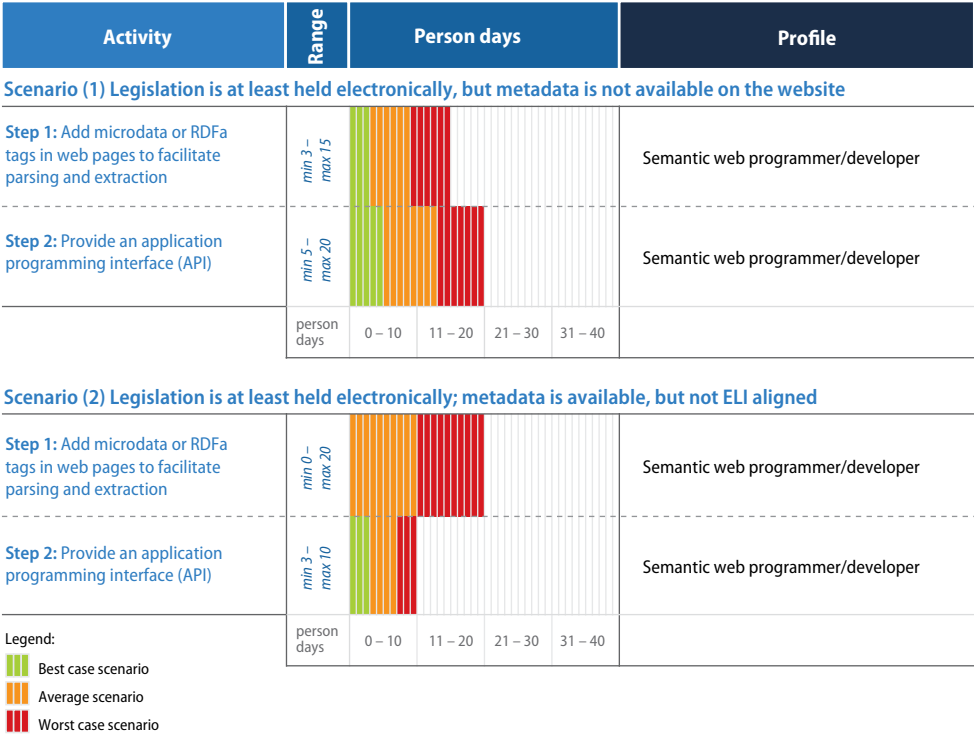 Activity
Range
Person days
Profile
Scenario (1) Legislation is at least held electronically, but metadata is not available on the website
Step 1: Add microdata or RDFa
tags in web pages to facilitate
parsing and extraction
min 3 –
max 15
Semantic web programmer/developer
Step 2: Provide an application
programming interface (API)
min 5 –
max 20
Semantic web programmer/developer
person
days
0 – 10
11 – 20
21 – 30
31 – 40
Scenario (2) Legislation is at least held electronically; metadata is available, but not ELI aligned
Step 1: Add microdata or RDFa
tags in web pages to facilitate
parsing and extraction
min 0 –
max 20
Semantic web programmer/developer
Step 2: Provide an application
programming interface (API)
min 3 –
max 10
Semantic web programmer/developer
person
days
0 – 10
11 – 20
21 – 30
31 – 40
Legend:
Best case scenario
Average scenario
Worst case scenario